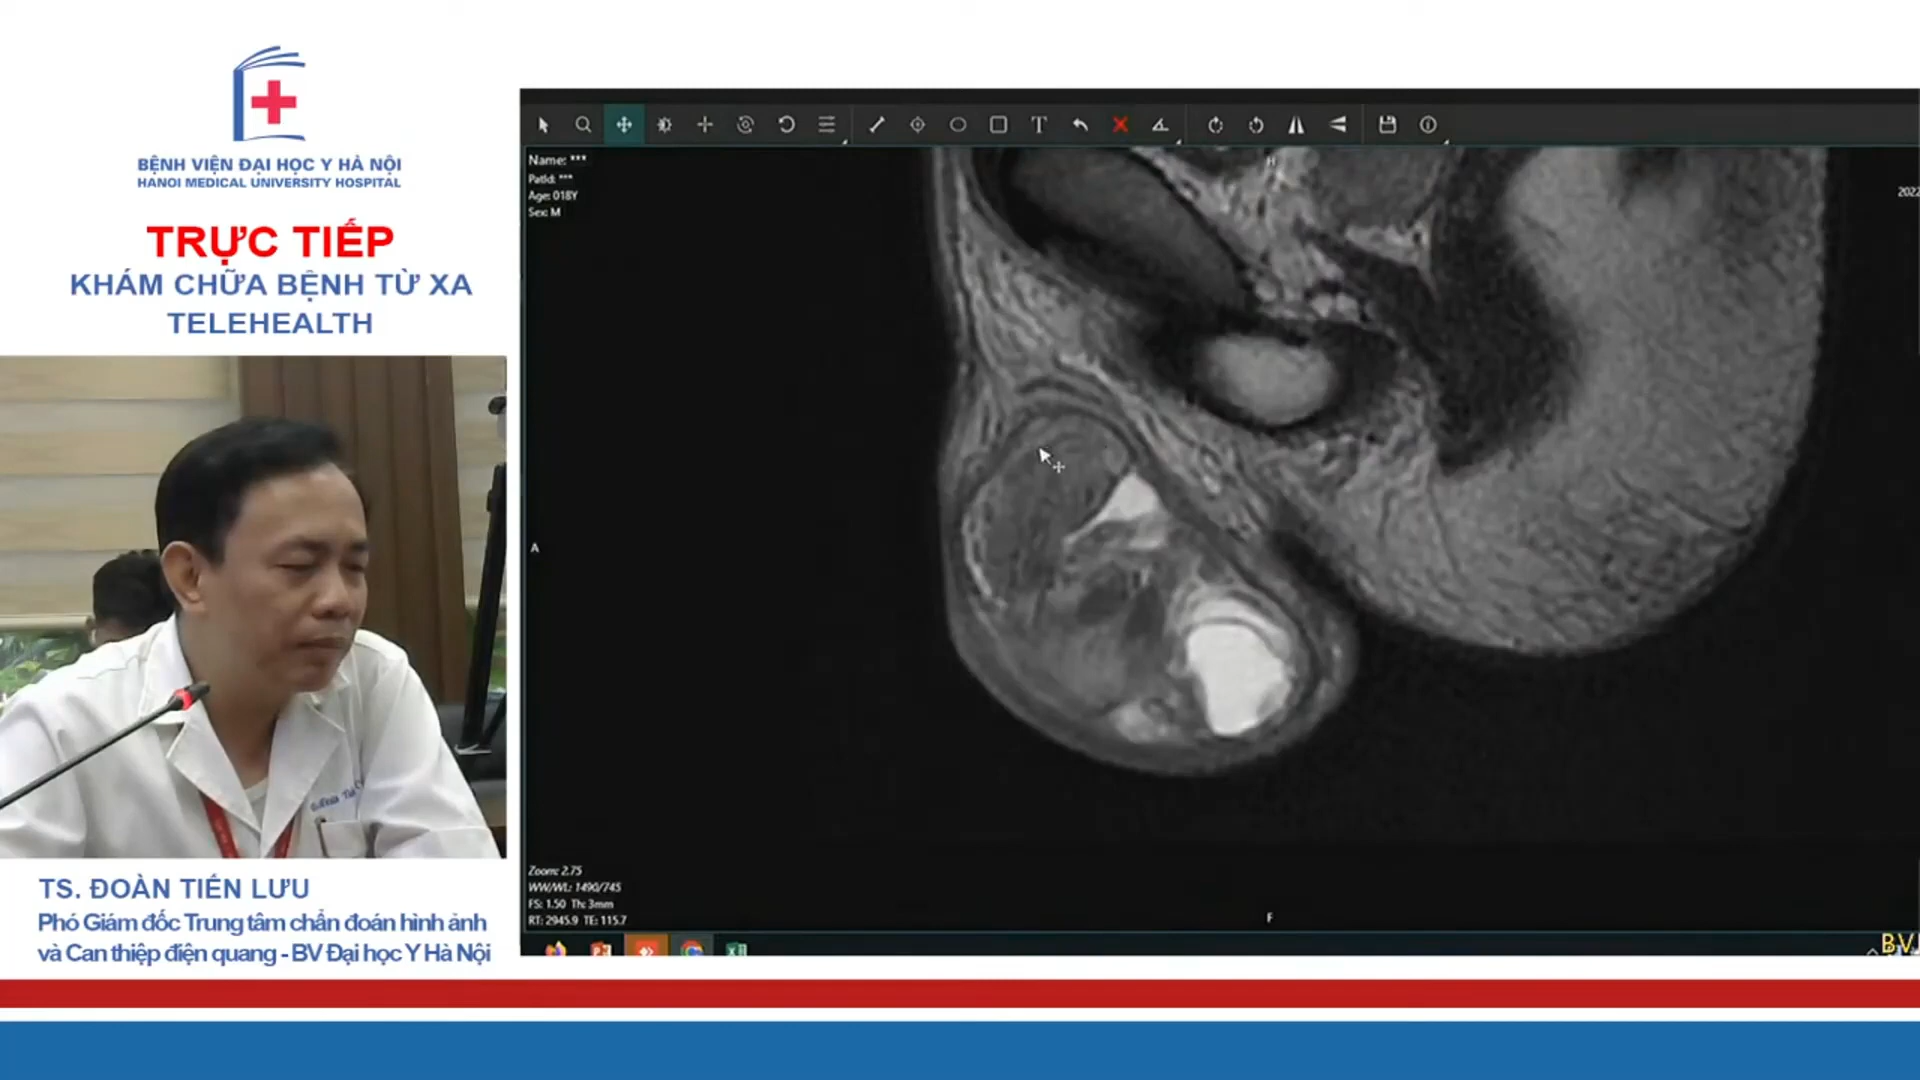 BỆNH VIỆN ĐẠI HỌC Y HÀ NỘI
HANOI MEDICAL UNIVERSITY HOSPITAL
TRỰC TIẾP
KHÁM CHỮA BỆNH TỪ XA
TELEHEALTH
TS. ĐOÀN TIẾN LƯU
Phó Giám đốc Trung tâm chẩn đoán hình ảnh
và Can thiệp điện quang - BV Đại học Y Hà Nội
Name: ***
PatId: ***
Age: 018Y
Sex: M
H
2022
A
Zoom: 2.75
WW/WL: 1490/745
FS: 1.50 Th: 3mm
RT: 2945.9 TE: 115.7
F